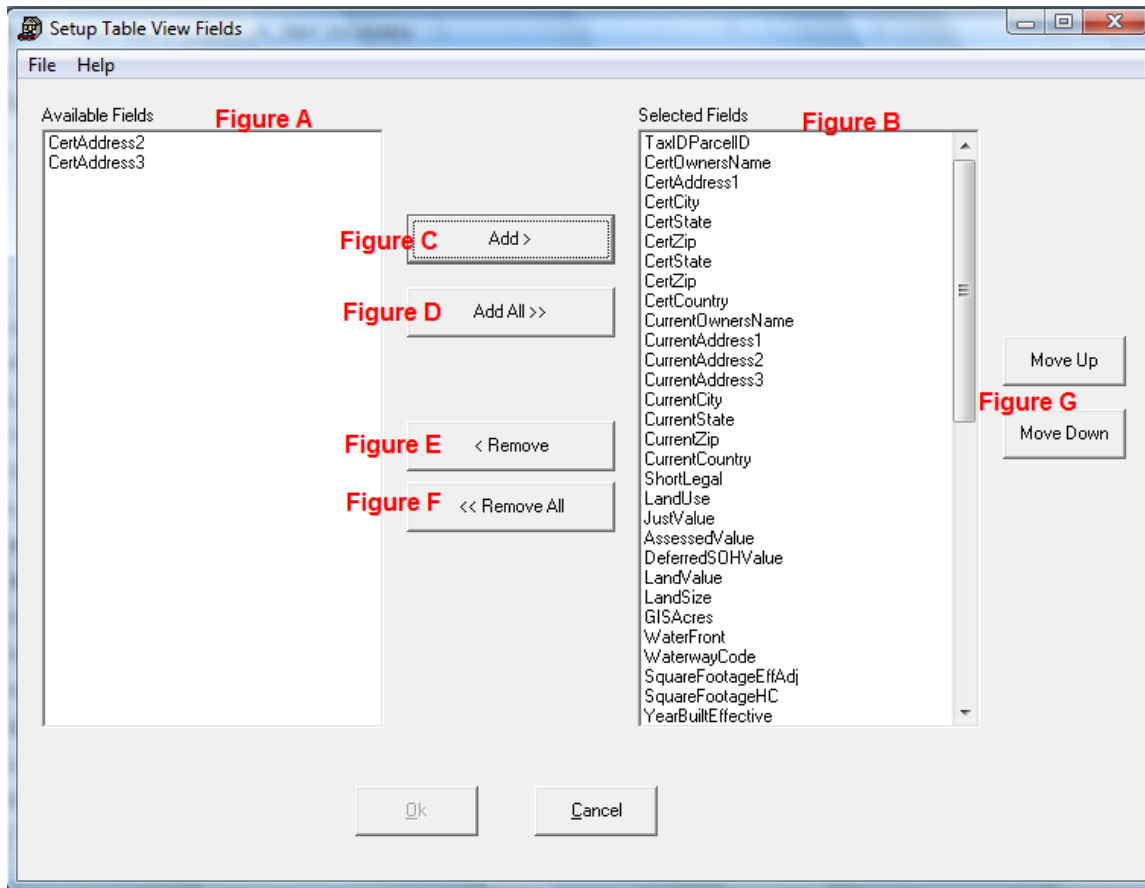 Setup Table View Fields
File Help
Available Fields
Figure A
CertAddress2
CertAddress3
Figure C
Add >
Figure D
Add All >>
Figure E
< Remove
Figure F
<< Remove All
Selected Fields
Figure B
TaxIDParcelID
CertOwnersName
CertAddress1
CertCity
CertState
CertZip
CertState
CertZip
CertCountry
CurrentOwnersName
CurrentAddress1
CurrentAddress2
CurrentAddress3
CurrentCity
CurrentState
CurrentZip
CurrentCountry
ShortLegal
LandUse
JustValue
AssessedValue
DeferredSOHValue
LandValue
LandSize
GISAcres
WaterFront
WaterwayCode
SquareFootageEffAdj
SquareFootageHC
YearBuiltEffective
Move Up
Figure G
Move Down
Ok
Cancel